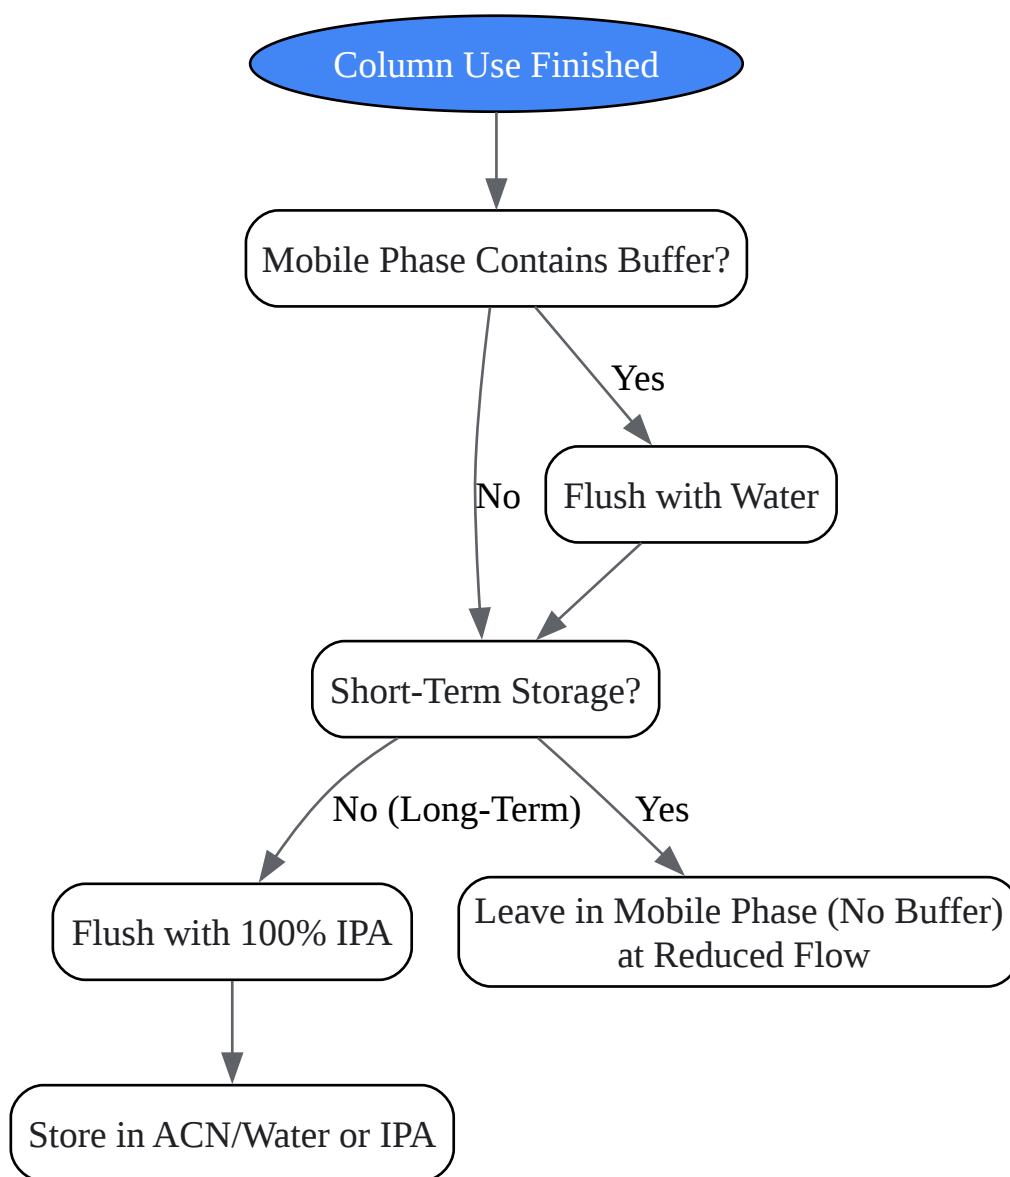 Column Use Finished
Mobile Phase Contains Buffer?
Yes
No
Flush with Water
Short-Term Storage?
No (Long-Term)
Yes
Flush with 100% IPA
Leave in Mobile Phase (No Buffer)
at Reduced Flow
Store in ACN/Water or IPA